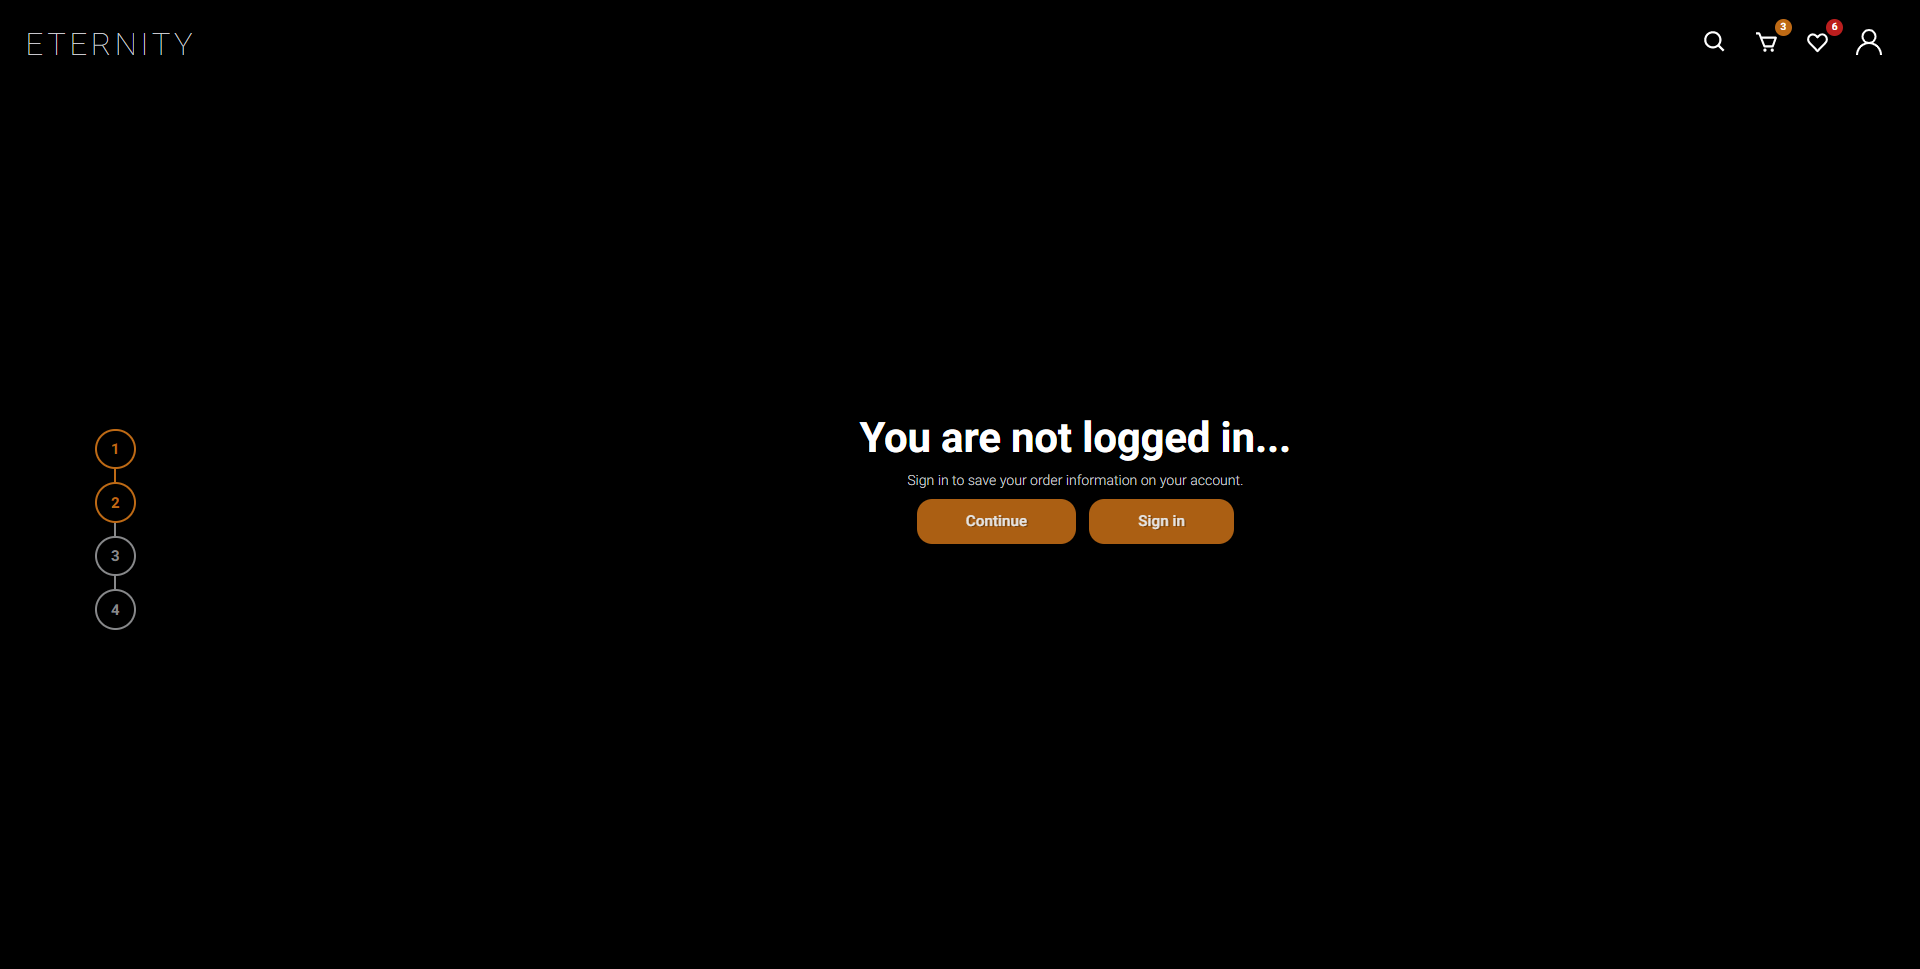 ETERNITY
3
6
1
2
3
4
You are not logged in...
Sign in to save your order information on your account.
Continue
Sign in